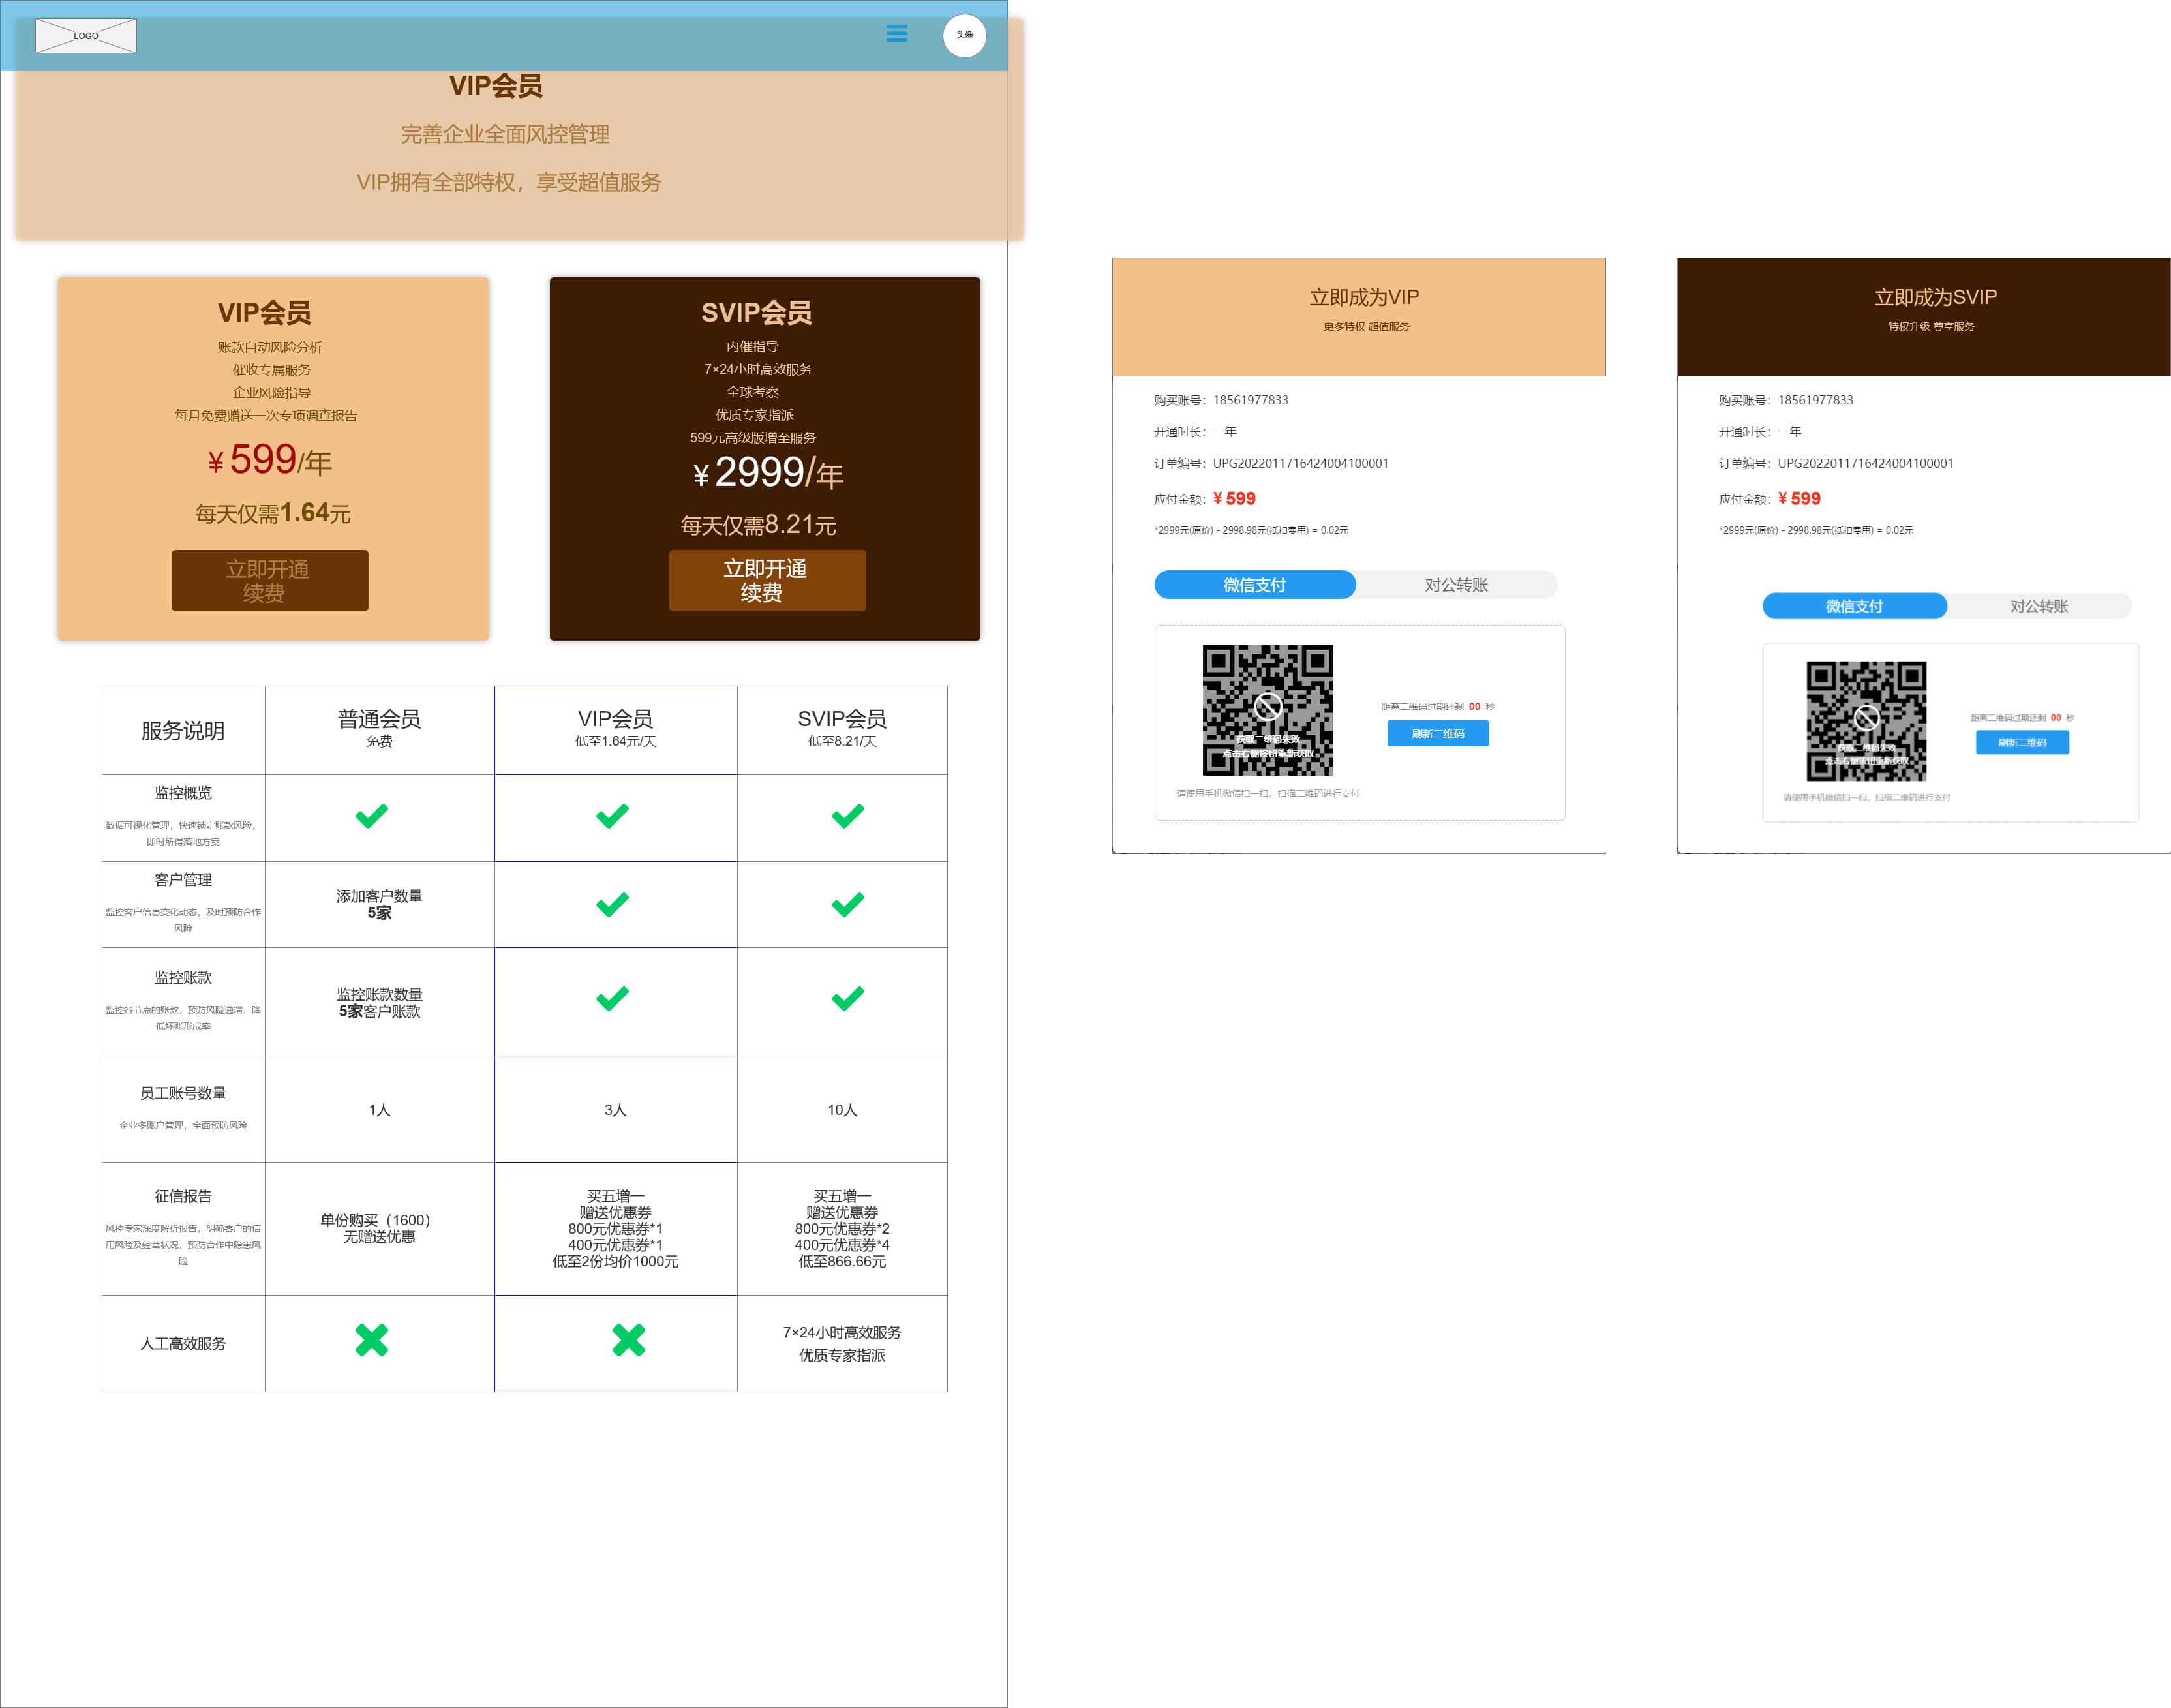 LOGO
头像
VIP会员
完善企业全面风控管理
VIP拥有全部特权，享受超值服务
VIP会员
账款自动风险分析
催收专属服务
企业风险指导
每月免费赠送一次专项调查报告
¥ 599/年
每天仅需1.64元
立即开通
续费
SVIP会员
内催指导
7×24小时高效服务
全球考察
优质专家指派
599元高级版增至服务
¥ 2999/年
每天仅需8.21元
立即开通
续费
服务说明
普通会员
免费
VIP会员
低至1.64元/天
SVIP会员
低至8.21/天
监控概览
数据可视化管理，快速锁定账款风险，
即时所得落地方案
客户管理
监控客户信息变化动态，及时预防合作
风险
添加客户数量
5家
监控账款
监控各节点的账款，预防风险递增，降
低坏账形成率
监控账款数量
5家客户账款
员工账号数量
企业多账户管理，全面预防风险
1人
3人
10人
征信报告
风控专家深度解析报告，明确客户的信
用风险及经营状况，预防合作中隐患风
险
单份购买（1600）
无赠送优惠
买五增一
赠送优惠券
800元优惠券*1
400元优惠券*1
低至2份均价1000元
买五增一
赠送优惠券
800元优惠券*2
400元优惠券*4
低至866.66元
人工高效服务
7×24小时高效服务
优质专家指派
立即成为VIP
更多特权 超值服务
购买账号：18561977833
开通时长：一年
订单编号：UPG2022011716424004100001
应付金额：¥ 599
*2999元(原价) - 2998.98元(抵扣费用) = 0.02元
微信支付
对公转账
获取二维码失败
点击右侧按钮重新获取
距离二维码过期还剩 00 秒
刷新二维码
请使用手机微信扫一扫，扫描二维码进行支付
立即成为SVIP
特权升级 尊享服务
购买账号：18561977833
开通时长：一年
订单编号：UPG2022011716424004100001
应付金额：¥ 599
*2999元(原价) - 2998.98元(抵扣费用) = 0.02元
微信支付
对公转账
获取二维码失败
点击右侧按钮重新获取
距离二维码过期还剩 00 秒
刷新二维码
请使用手机微信扫一扫，扫描二维码进行支付